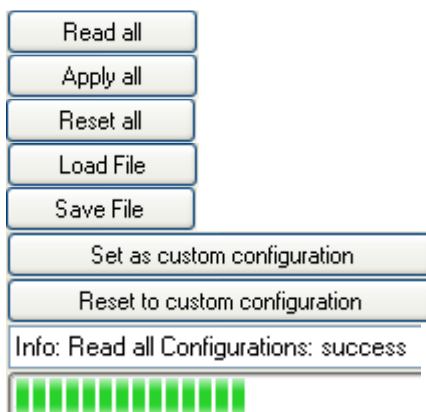 Read all
Apply all
Reset all
Load File
Save File
Set as custom configuration
Reset to custom configuration
Info: Read all Configurations: success